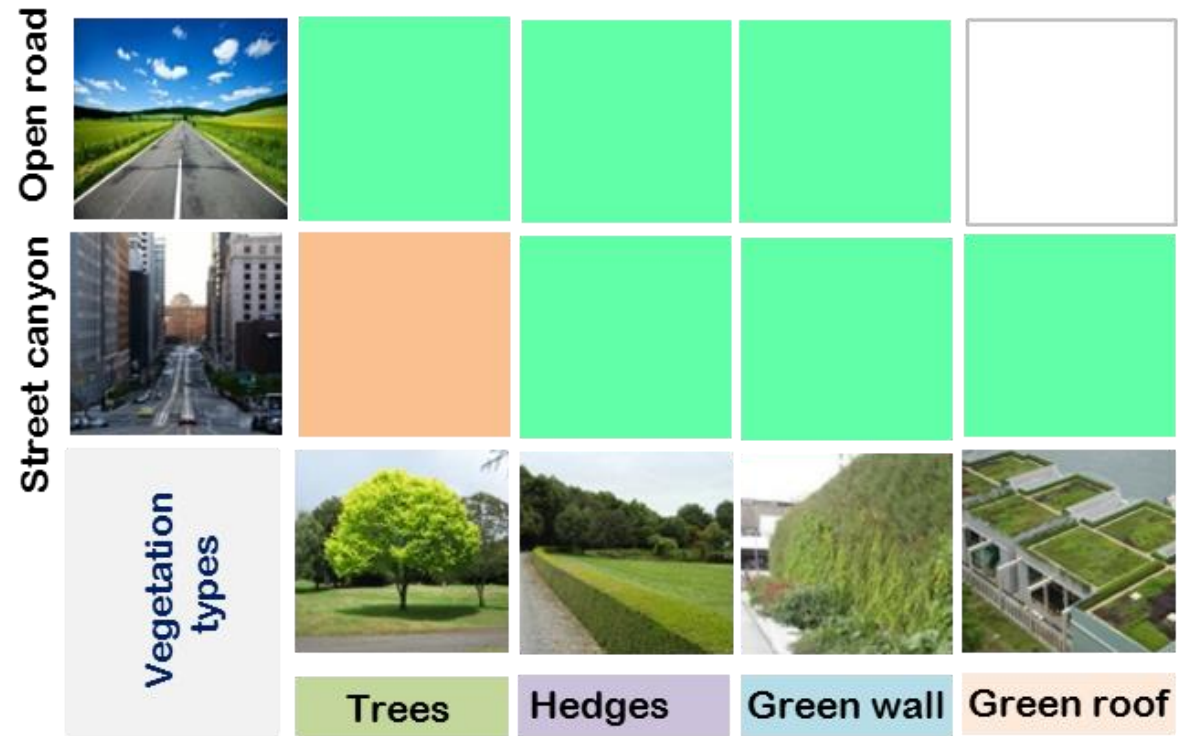 Open road
Street canyon
Vegetation
types
Trees
Hedges
Green wall
Green roof